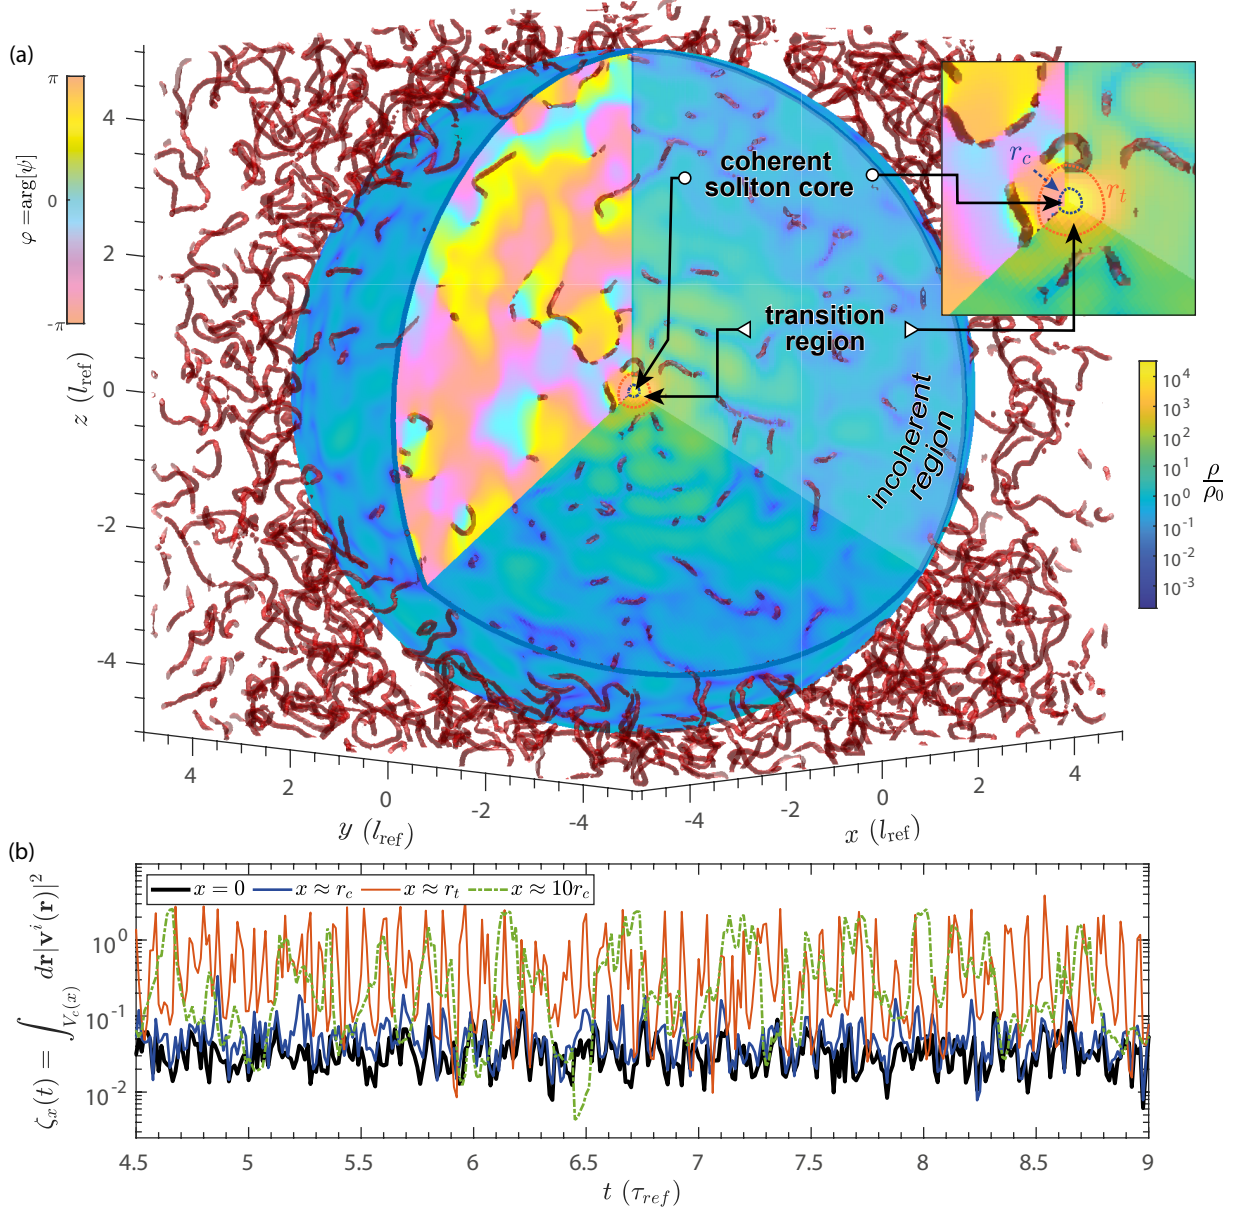 (a)
π
0
-π
φ=arg[ψ]
4
2
0
-2
-4
z (l_ref)
coherent
soliton core
transition
region
incoherent
region
r_c
r_t
10^4
10^3
10^2
10^1
10^0
10^-1
10^-2
10^-3
ρ/ρ_0
4 2 0 -2 -4
y (l_ref)
-4 -2 0 2 4
x (l_ref)
(b)
x = 0 x ≈ r_c x ≈ r_t x ≈ 10r_c
ζ_x(t) = ∫_{V_c(x)} dr|v^i(r)|^2
10^0
10^-1
10^-2
4.5 5 5.5 6 6.5 7 7.5 8 8.5 9
t (τ_ref)